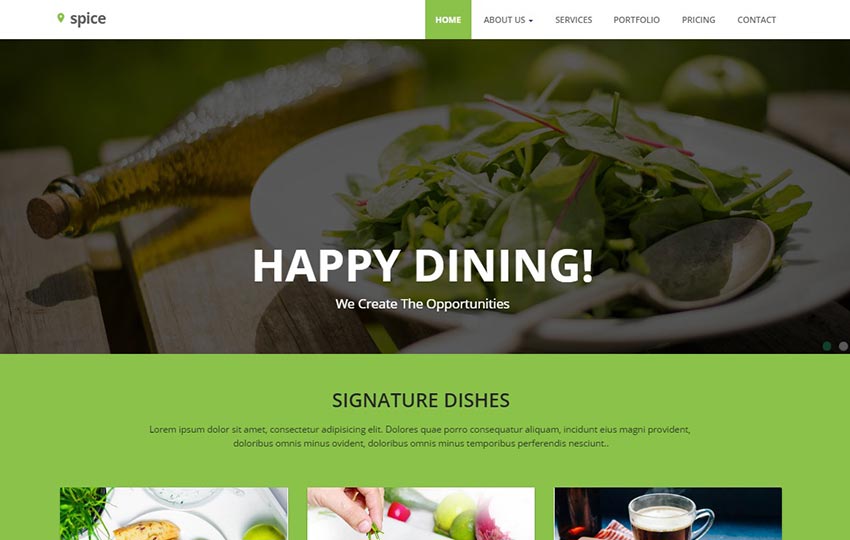 spice
HOME
ABOUT US
SERVICES
PORTFOLIO
PRICING
CONTACT
HAPPY DINING!
We Create The Opportunities
SIGNATURE DISHES
Lorem ipsum dolor sit amet, consectetur adipisicing elit. Dolores quae porro consequatur aliquam, incidunt eius magni provident,
doloribus omnis minus ovident, doloribus omnis minus temporibus perferendis nesciunt..